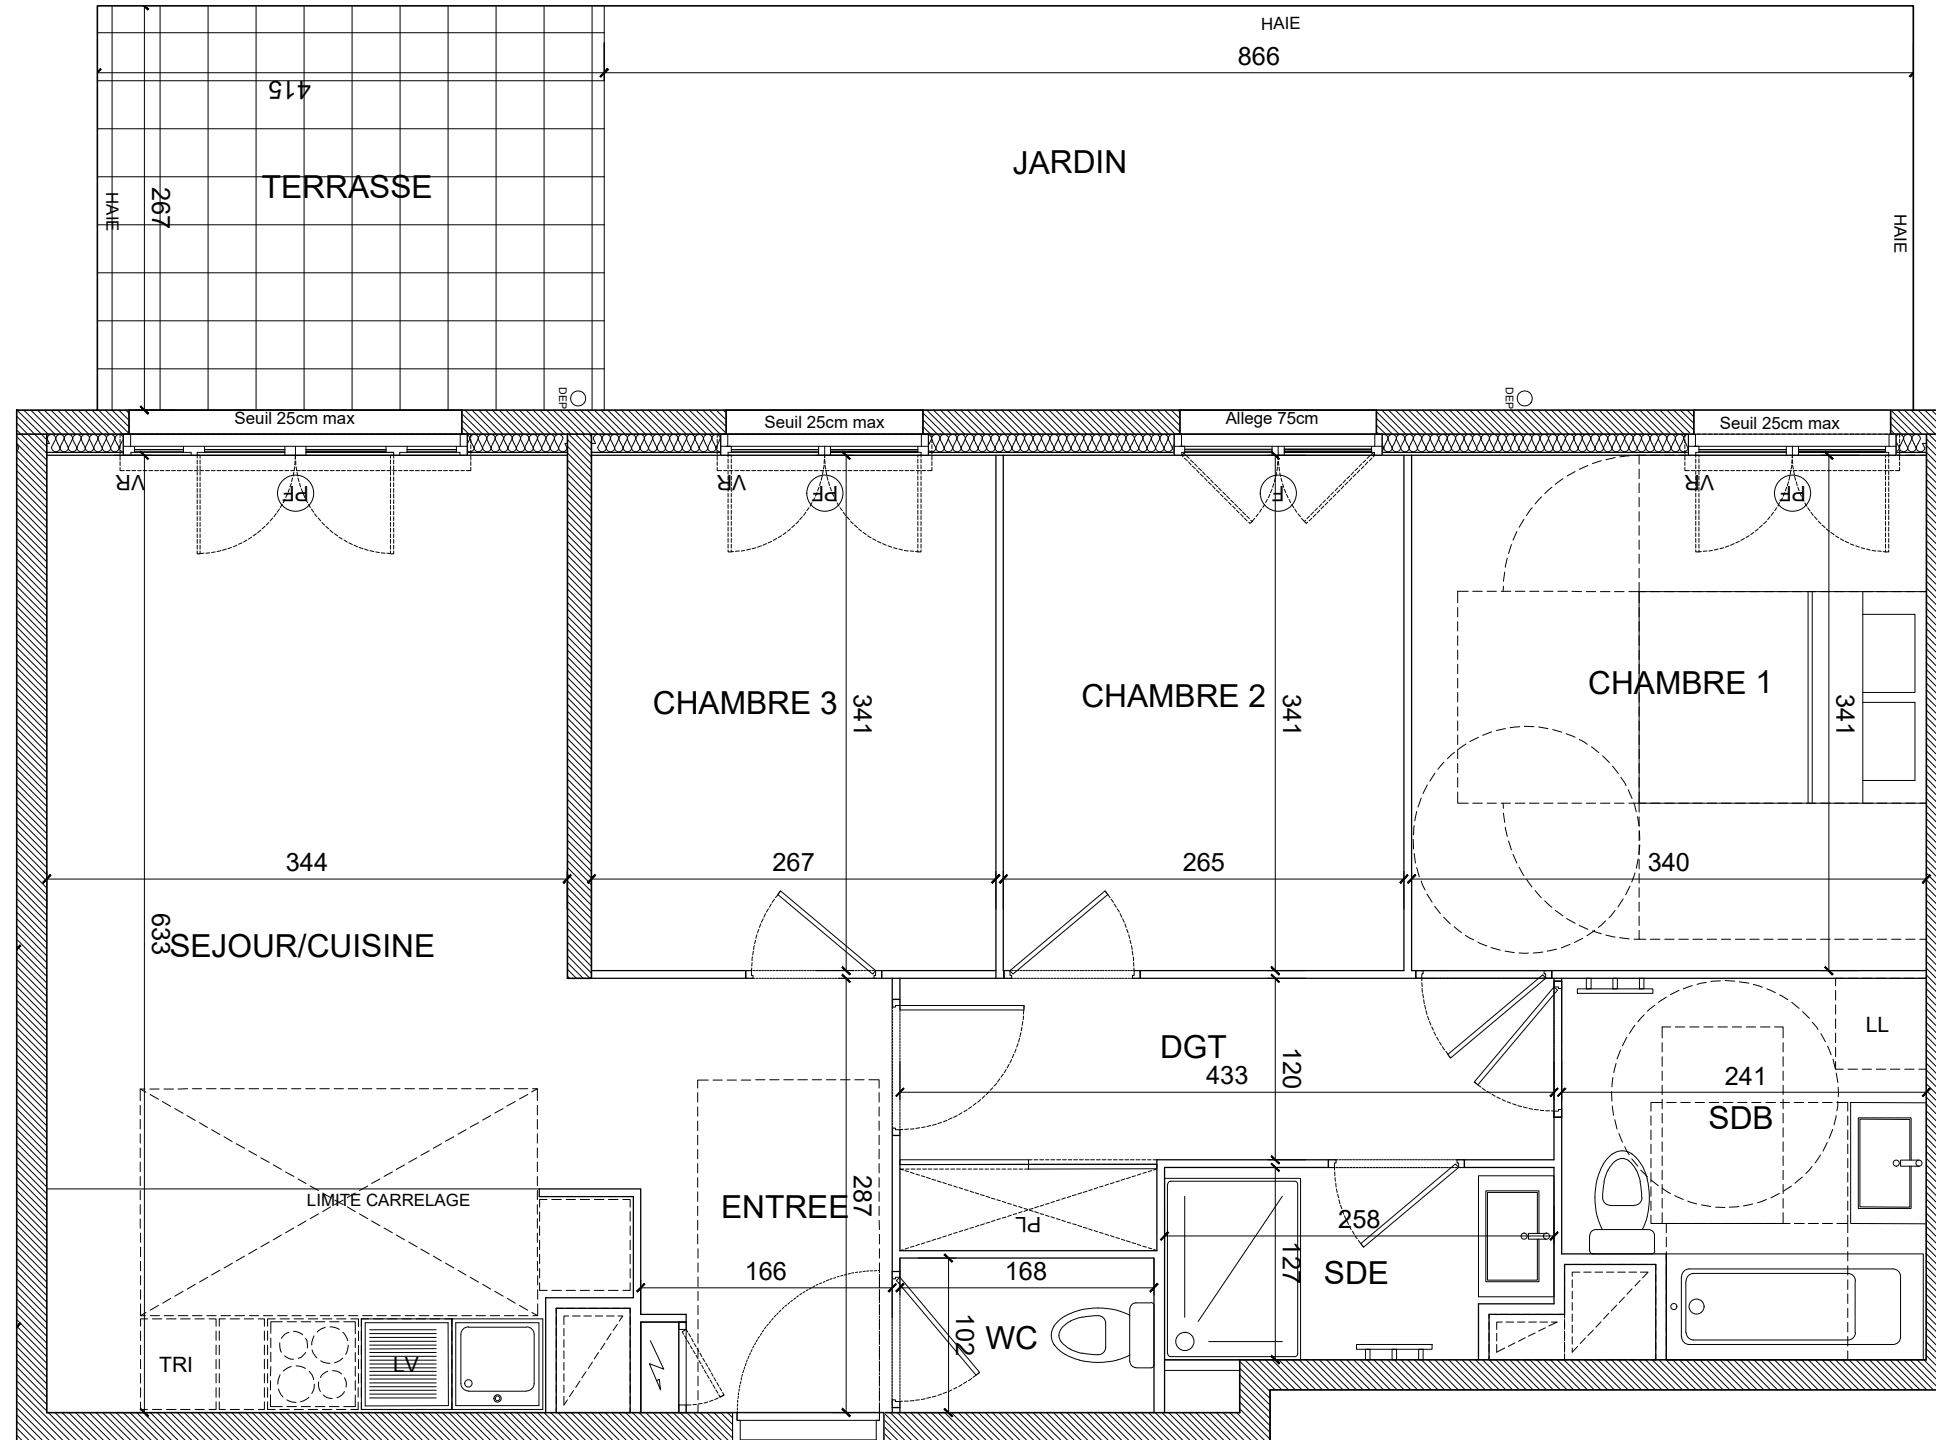 HAIE
866
415
JARDIN
TERRASSE
267
HAIE
HAIE
DEP
DEP
Seuil 25cm max
Seuil 25cm max
Allege 75cm
Seuil 25cm max
VR
PF
VR
PF
F
VR
PF
CHAMBRE 3
341
CHAMBRE 2
341
CHAMBRE 1
341
344
267
265
340
633
SEJOUR/CUISINE
DGT
433
120
LL
241
SDB
LIMITE CARRELAGE
ENTREE
287
PL
258
127
SDE
166
168
102
WC
TRI
LV